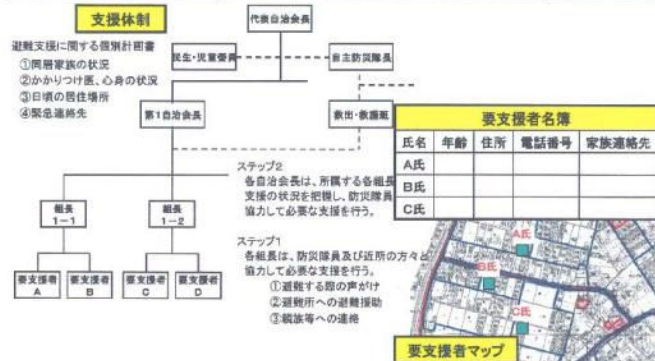 支援体制
代表自治会長
避難支援に関する個別計画書
①同居家族の状況
②かかりつけ医、心身の状況
③日頃の居住場所
④緊急連絡先
民生・児童委員
自主防災隊長
第1自治会長
救出・救護班
要支援者名簿
氏名 年齢 住所 電話番号 家族連絡先
A氏
B氏
C氏
ステップ2
各自治会長は、所属する各組長
支援の状況を把握し、防災隊員
協力して必要な支援を行う。
組長
1-1
組長
1-2
ステップ1
各組長は、防災隊員及び近所の方々と
協力して必要な支援を行う。
①避難する際の声がけ
②避難所への避難援助
③親族等への連絡
要支援者
A
要支援者
B
要支援者
C
要支援者
D
A氏
B氏
C氏
要支援者マップ